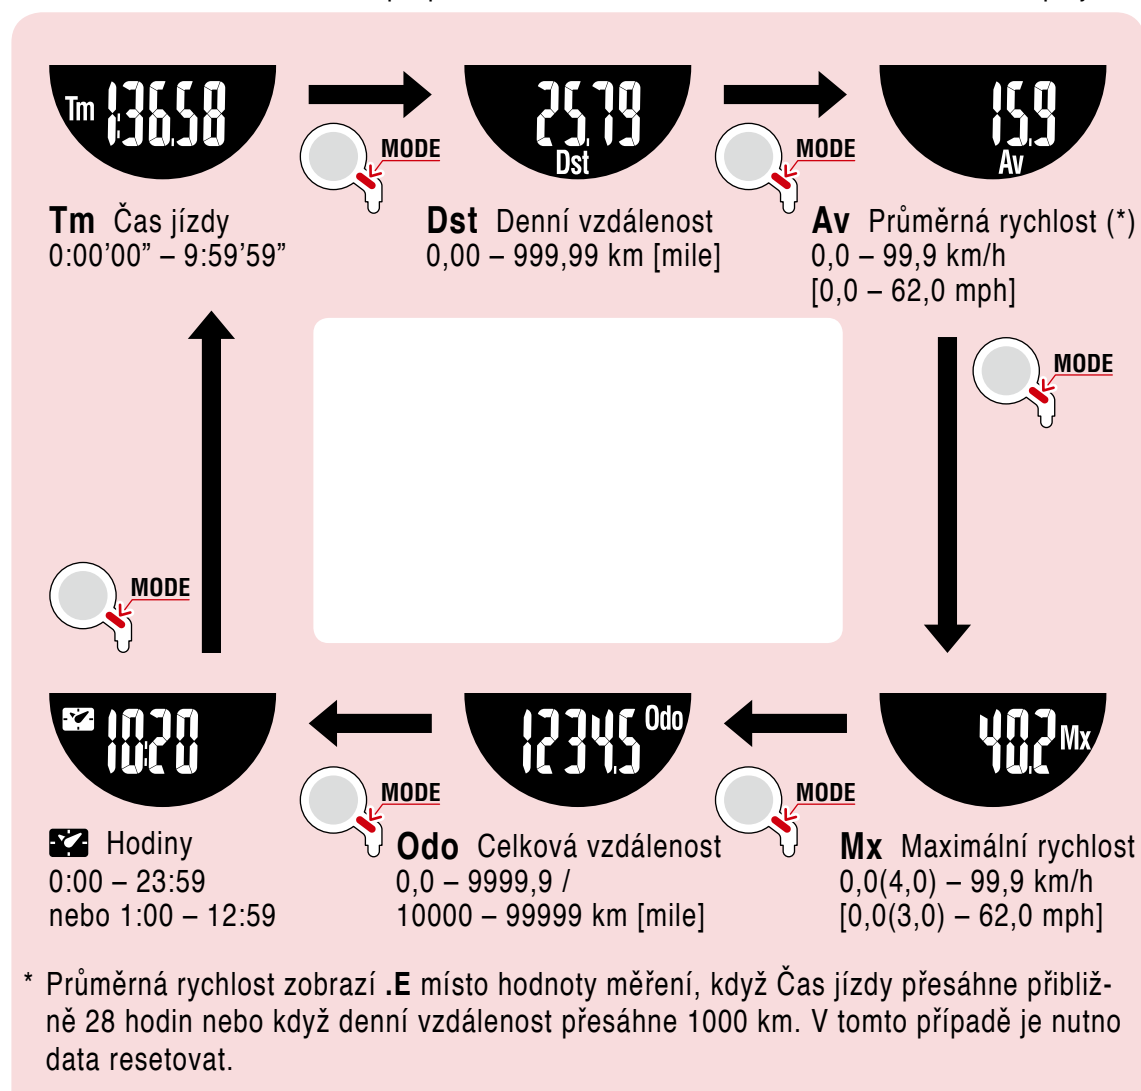 Tm 1:36.58
25.79 Dst
15.9 Av
MODE
MODE
Tm Čas jízdy
0:00’00” – 9:59’59”
Dst Denní vzdálenost
0,00 – 999,99 km [mile]
Av Průměrná rychlost (*)
0,0 – 99,9 km/h
[0,0 – 62,0 mph]
MODE
MODE
10:20
1234.5 Odo
40.2 Mx
MODE
MODE
Hodiny
0:00 – 23:59
nebo 1:00 – 12:59
Odo Celková vzdálenost
0,0 – 9999,9 /
10000 – 99999 km [mile]
Mx Maximální rychlost
0,0(4,0) – 99,9 km/h
[0,0(3,0) – 62,0 mph]
* Průměrná rychlost zobrazí .E místo hodnoty měření, když Čas jízdy přesáhne přibliž-
ně 28 hodin nebo když denní vzdálenost přesáhne 1000 km. V tomto případě je nutno
data resetovat.